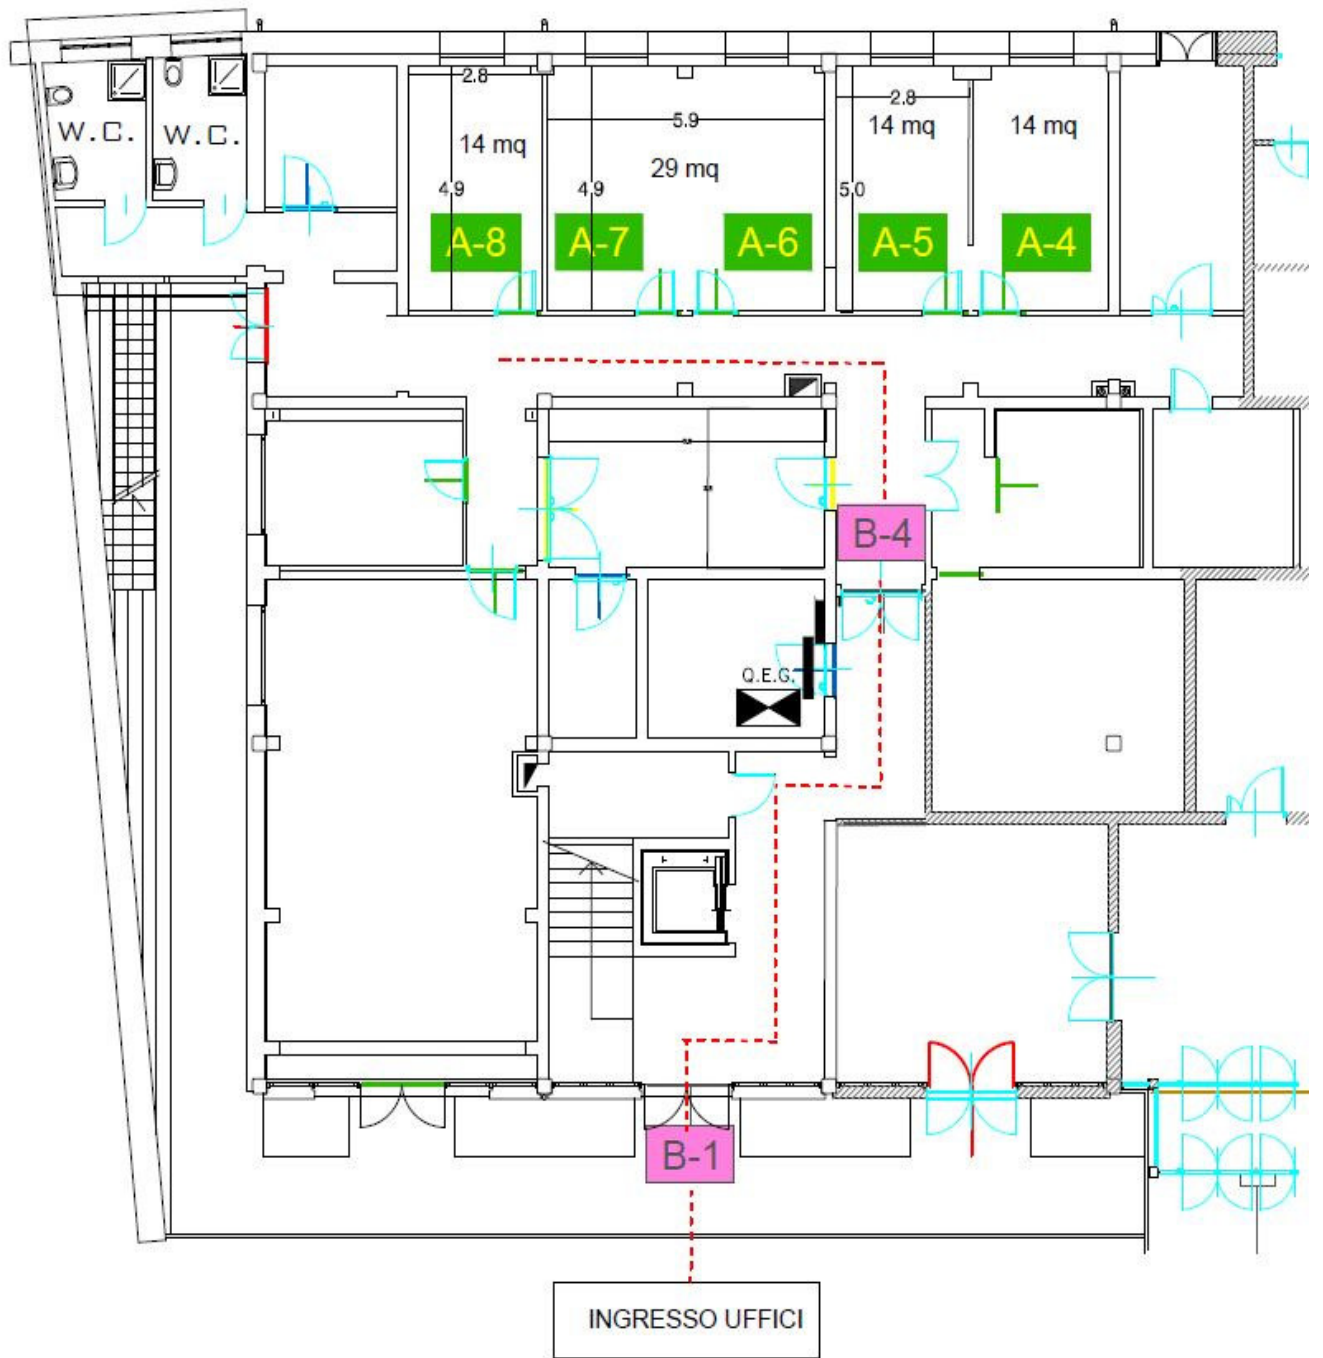 2.8
2.8
5.9
W.C.
W.C.
14 mq
29 mq
14 mq
14 mq
4.9
4.9
5.0
A-8
A-7
A-6
A-5
A-4
B-4
Q.E.G.
B-1
INGRESSO UFFICI